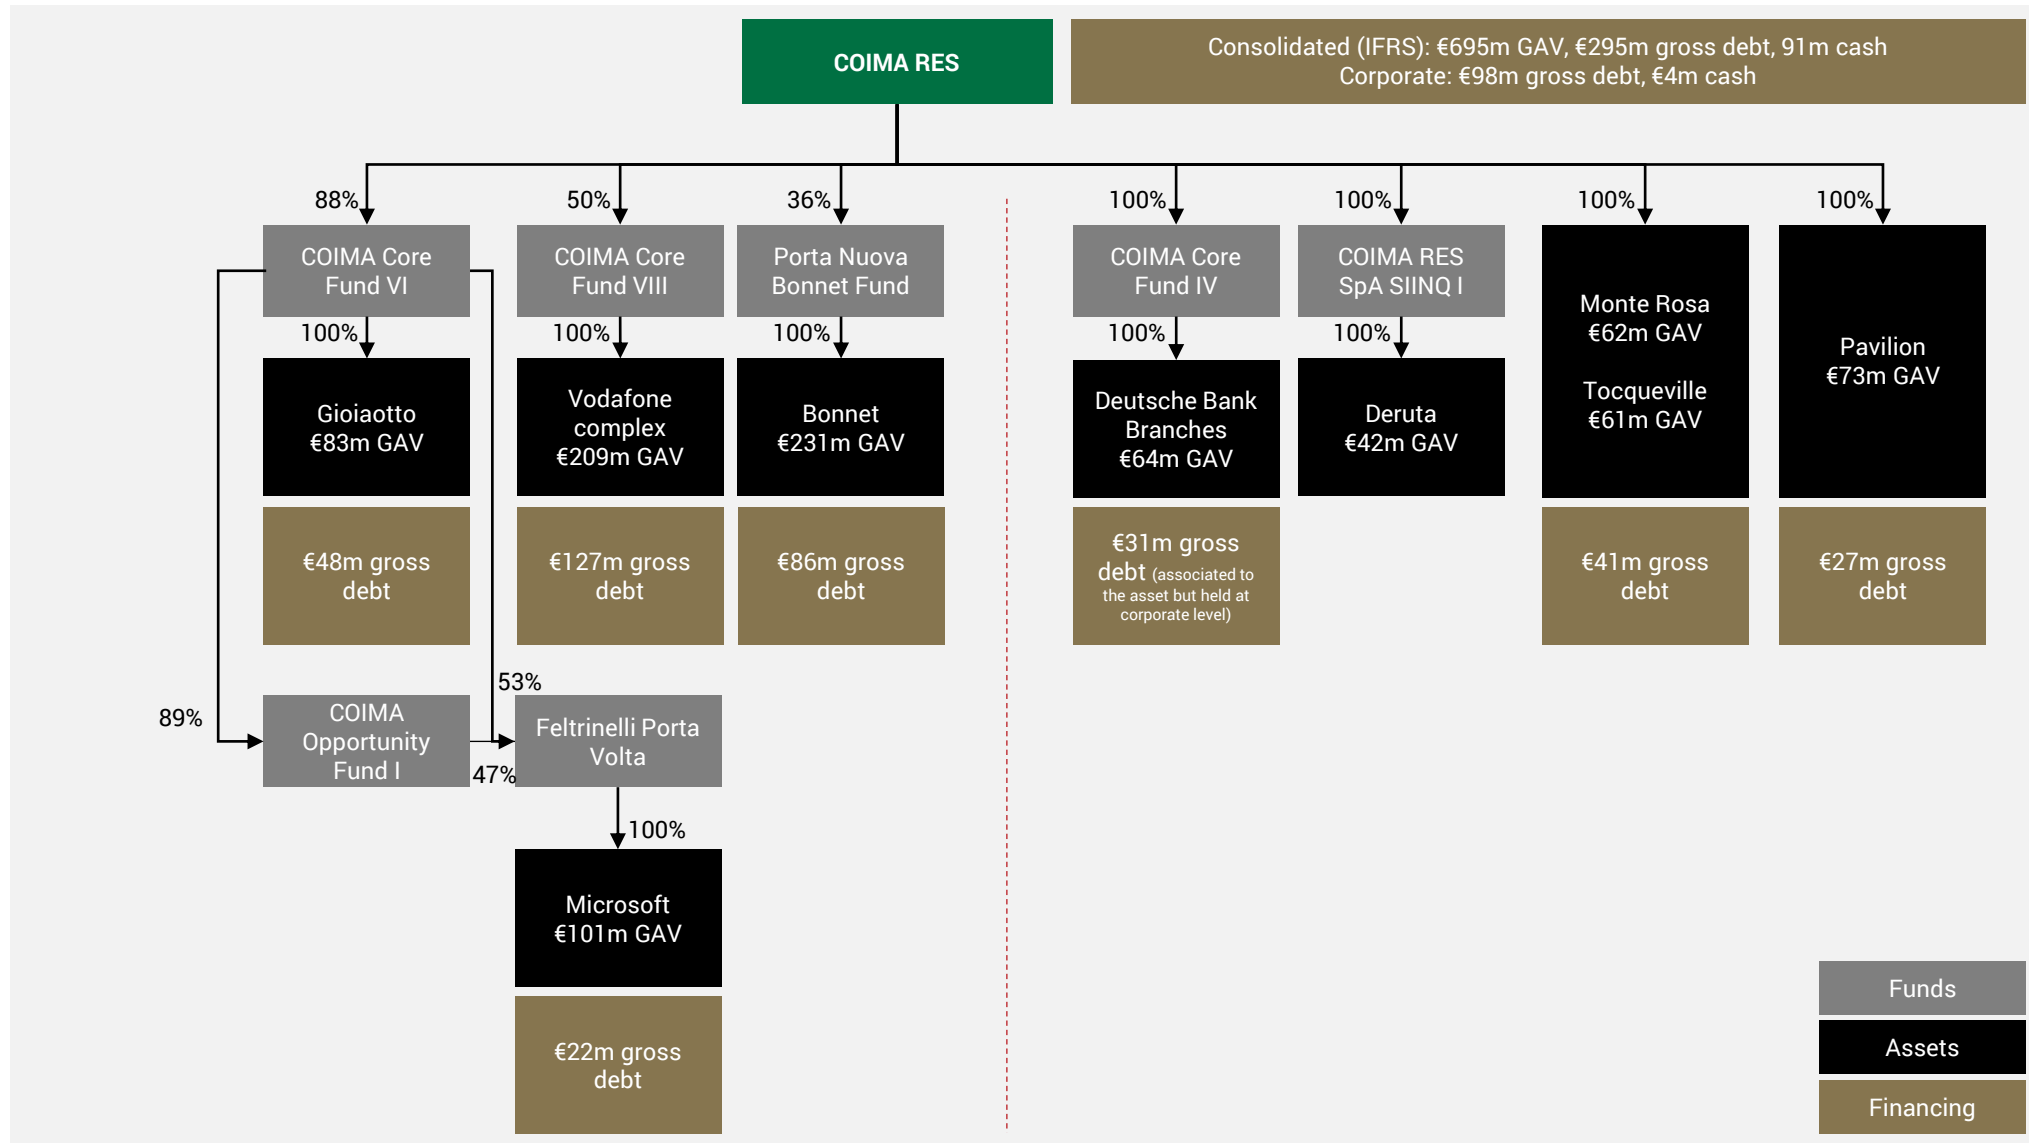 COIMA RES
Consolidated (IFRS): €695m GAV, €295m gross debt, 91m cash
Corporate: €98m gross debt, €4m cash
88%
50%
36%
100%
100%
100%
100%
COIMA Core
Fund VI
COIMA Core
Fund VIII
Porta Nuova
Bonnet Fund
COIMA Core
Fund IV
COIMA RES
SpA SIINQ I
Monte Rosa
€62m GAV
Tocqueville
€61m GAV
Pavilion
€73m GAV
100%
100%
100%
100%
100%
Gioiaotto
€83m GAV
Vodafone
complex
€209m GAV
Bonnet
€231m GAV
Deutsche Bank
Branches
€64m GAV
Deruta
€42m GAV
€48m gross
debt
€127m gross
debt
€86m gross
debt
€31m gross
debt (associated to
the asset but held at
corporate level)
€41m gross
debt
€27m gross
debt
53%
89%
COIMA
Opportunity
Fund I
47%
Feltrinelli Porta
Volta
100%
Microsoft
€101m GAV
€22m gross
debt
Funds
Assets
Financing